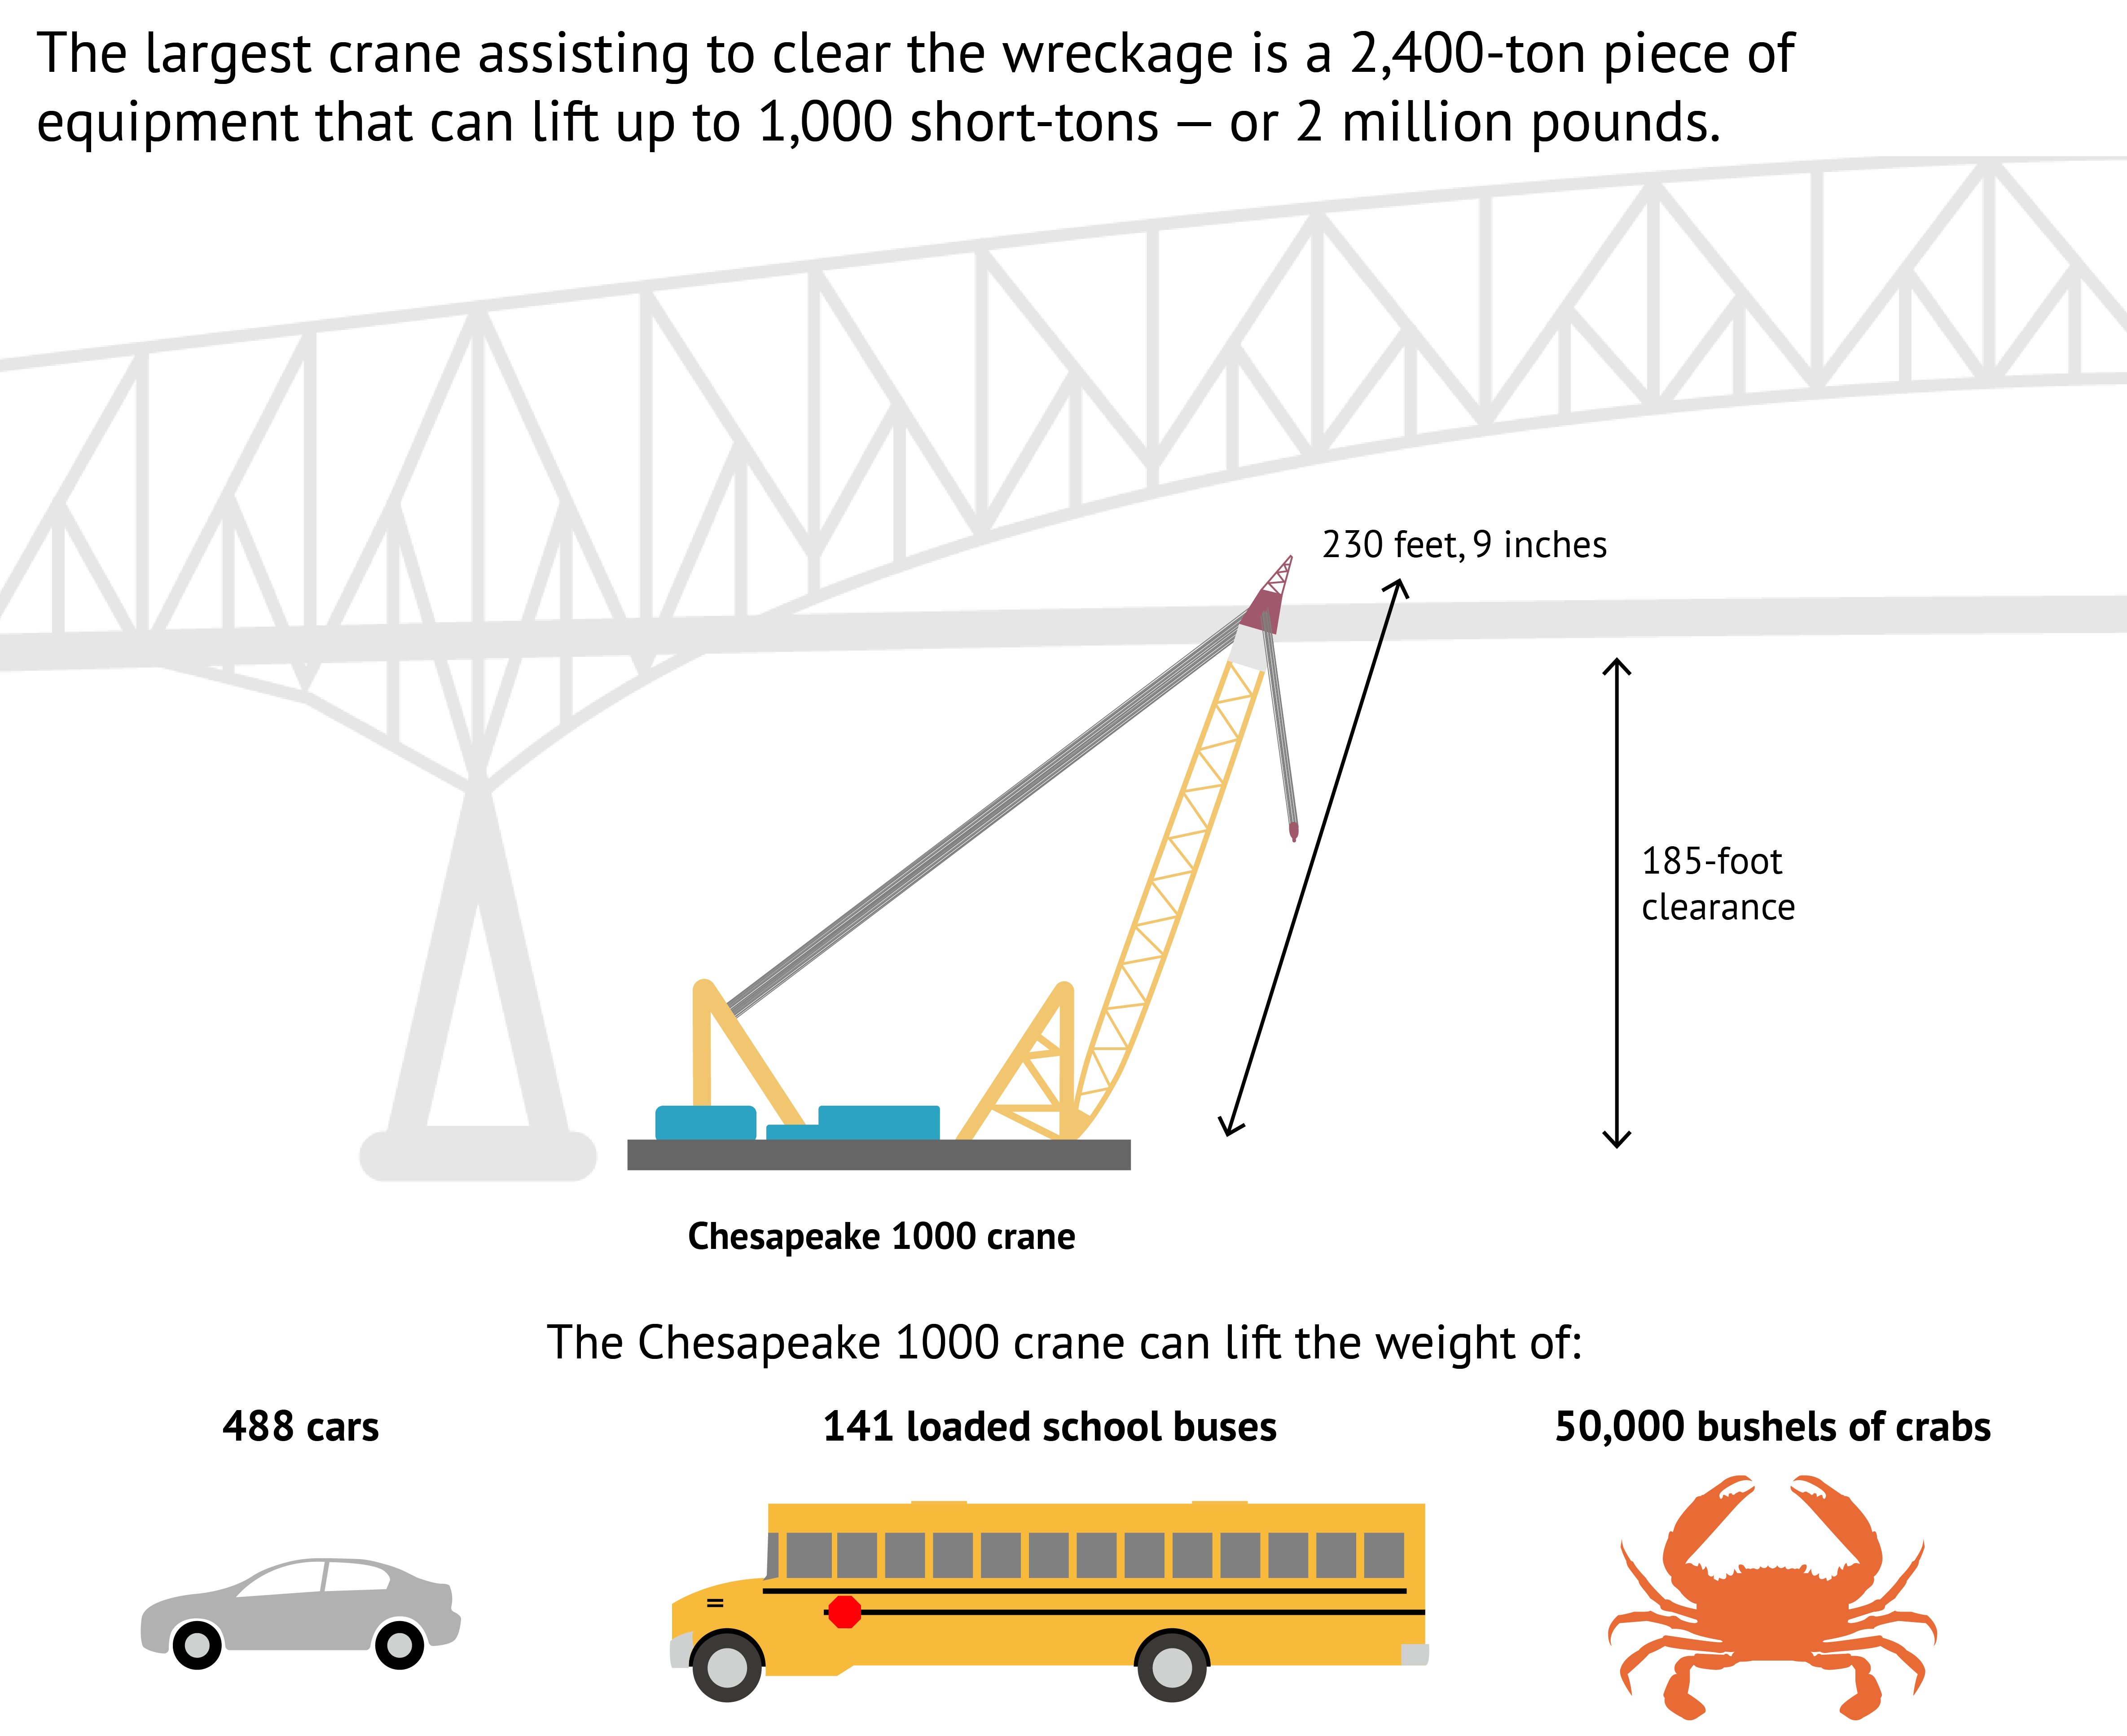 The largest crane assisting to clear the wreckage is a 2,400-ton piece of
equipment that can lift up to 1,000 short-tons — or 2 million pounds.
230 feet, 9 inches
185-foot
clearance
Chesapeake 1000 crane
The Chesapeake 1000 crane can lift the weight of:
488 cars
141 loaded school buses
50,000 bushels of crabs